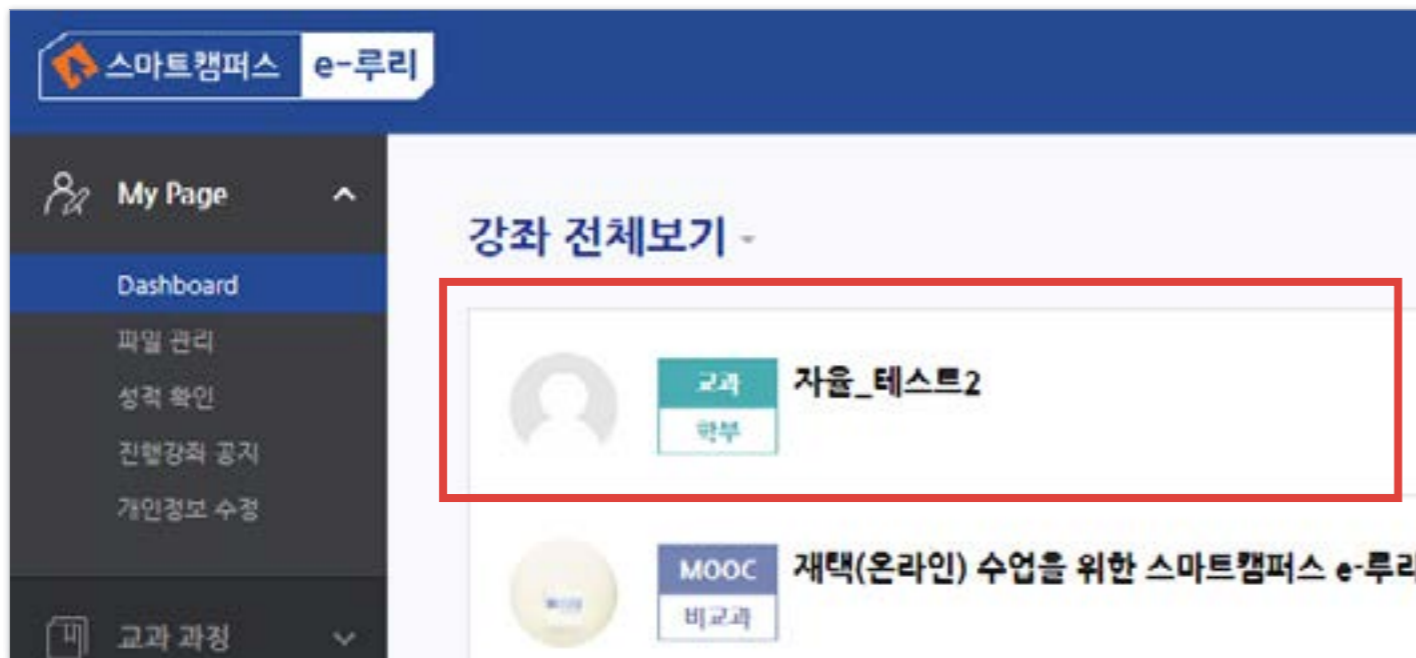 스마트캠퍼스 e-루리
My Page
Dashboard
파일 관리
성적 확인
진행강좌 공지
개인정보 수정
교과 과정
강좌 전체보기
교과
학부
자율_테스트2
MOOC
비교과
재택(온라인) 수업을 위한 스마트캠퍼스 e-루리